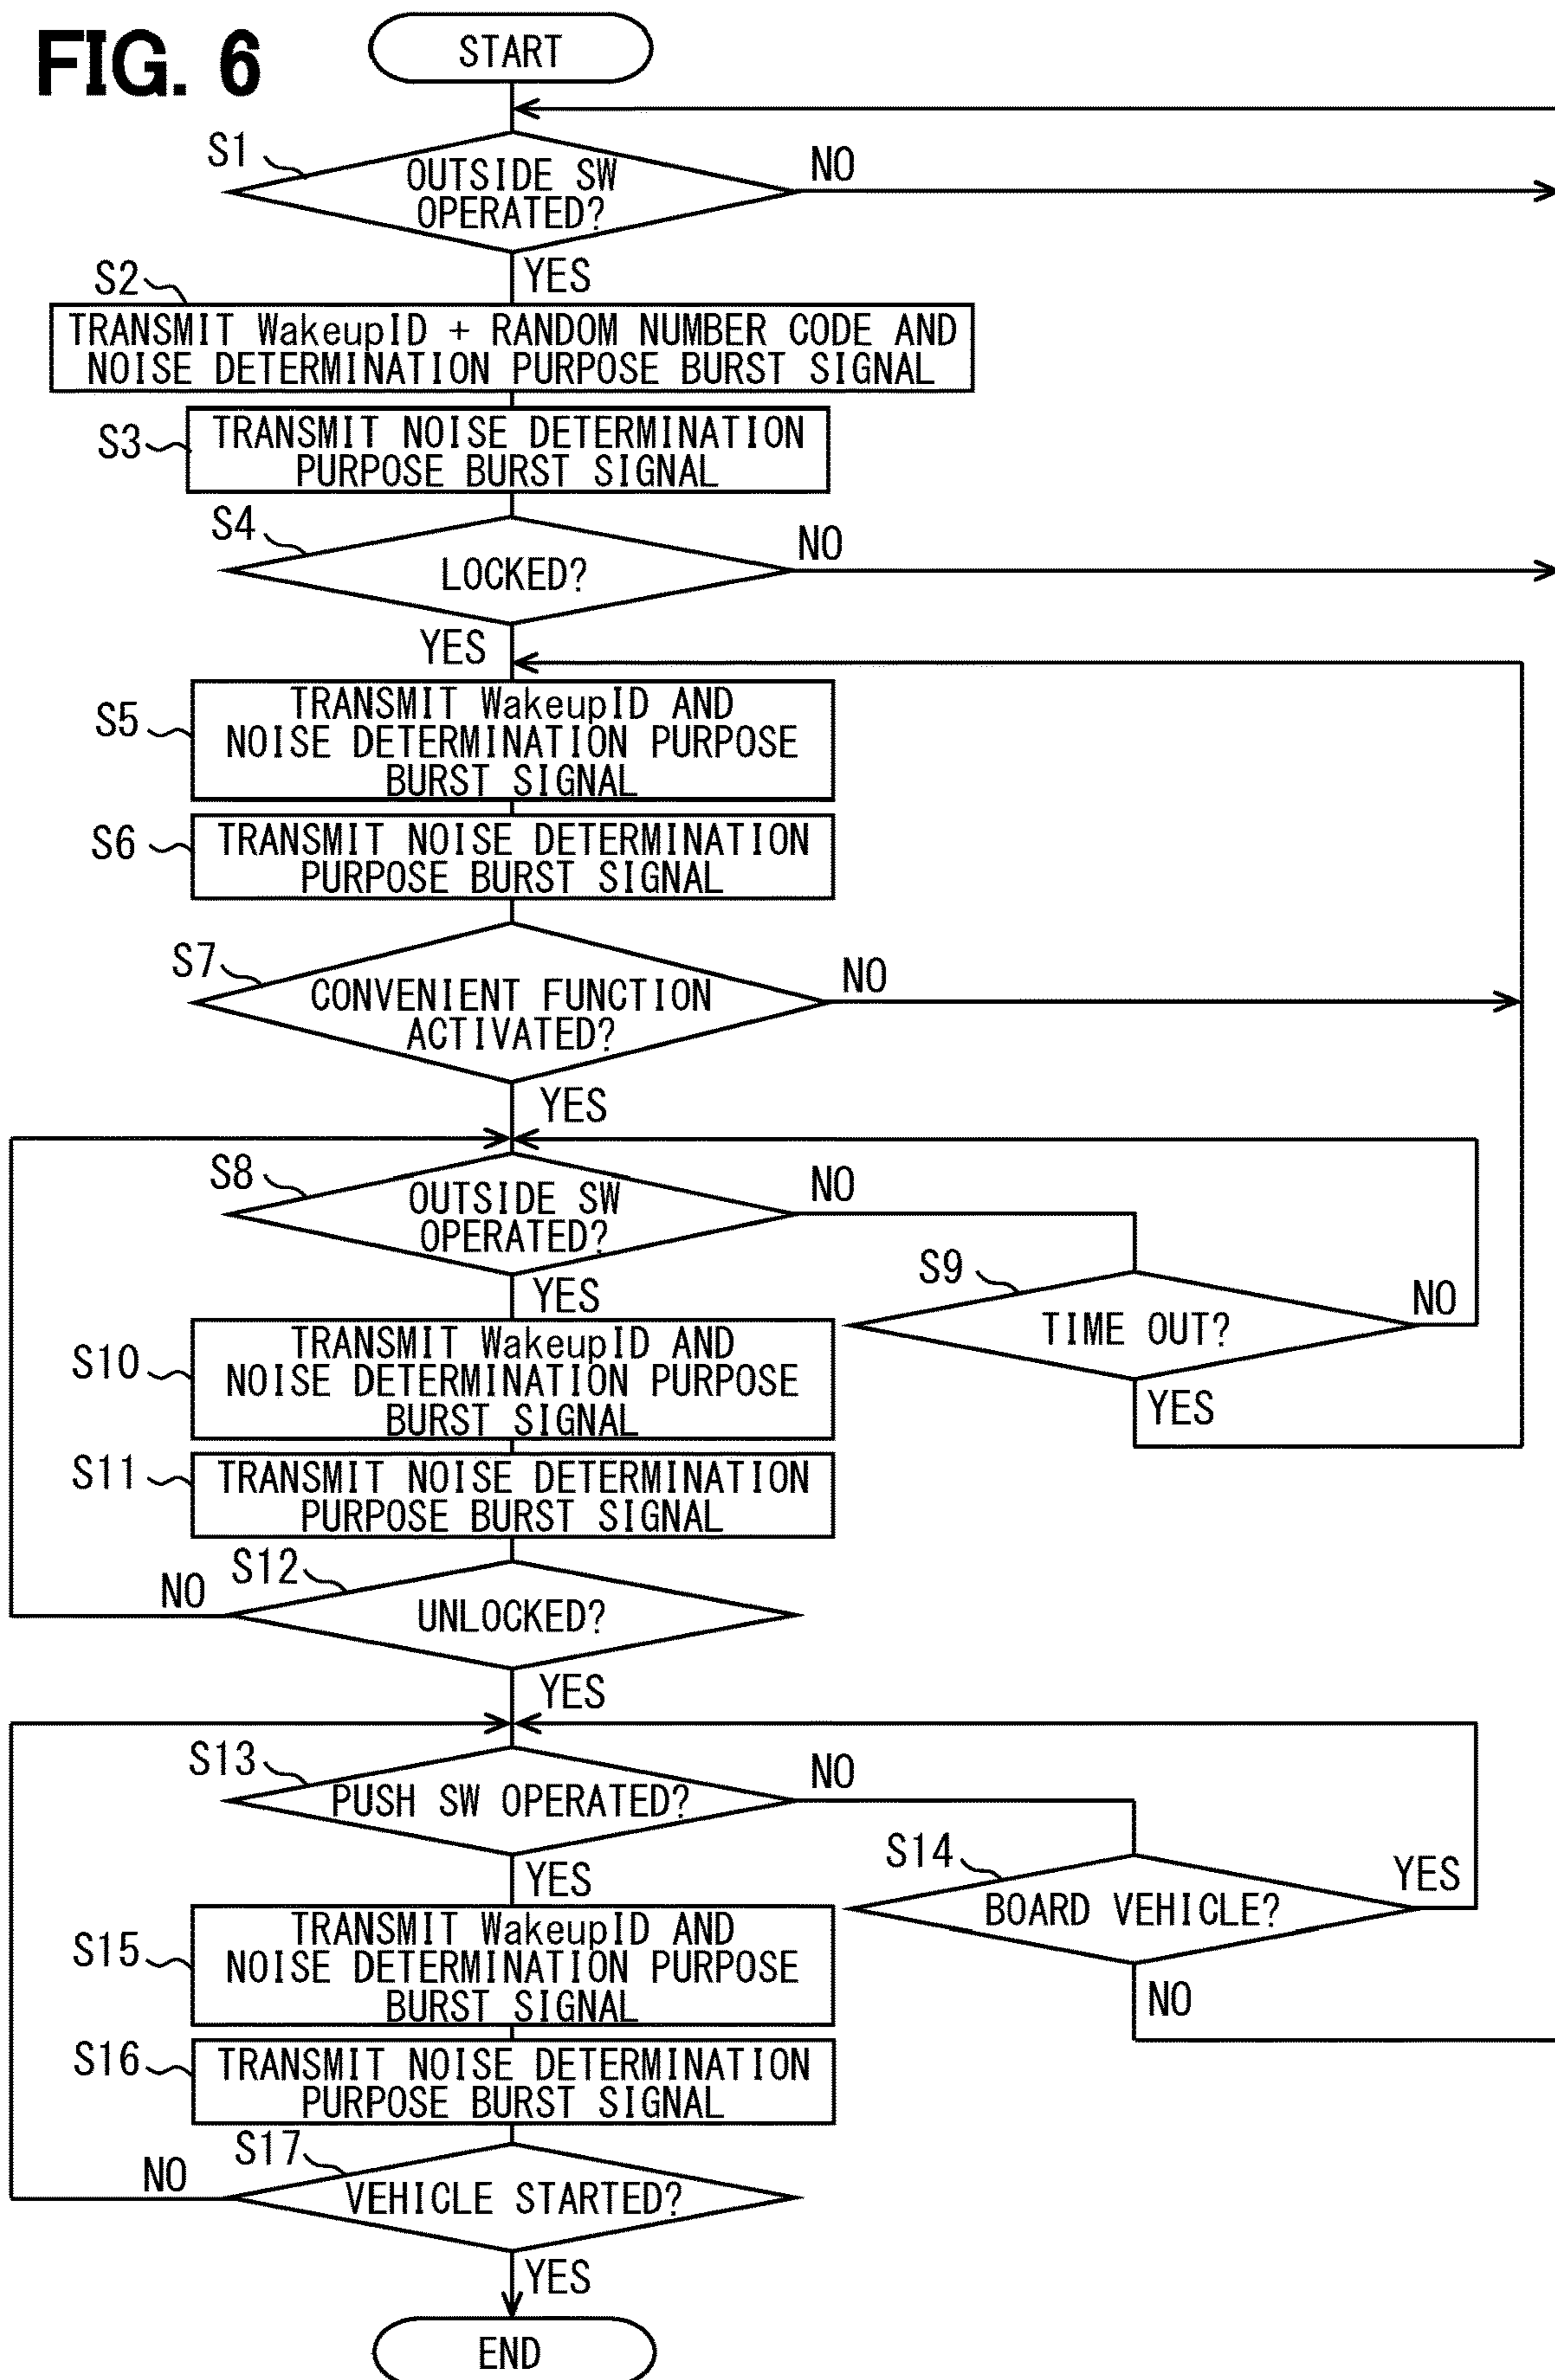 FIG. 6
START
S1
OUTSIDE SW
OPERATED?
NO
YES
S2
TRANSMIT WakeupID + RANDOM NUMBER CODE AND
NOISE DETERMINATION PURPOSE BURST SIGNAL
S3
TRANSMIT NOISE DETERMINATION
PURPOSE BURST SIGNAL
S4
LOCKED?
NO
YES
S5
TRANSMIT WakeupID AND
NOISE DETERMINATION PURPOSE
BURST SIGNAL
S6
TRANSMIT NOISE DETERMINATION
PURPOSE BURST SIGNAL
S7
CONVENIENT FUNCTION
ACTIVATED?
NO
YES
S8
OUTSIDE SW
OPERATED?
NO
YES
S9
TIME OUT?
NO
YES
S10
TRANSMIT WakeupID AND
NOISE DETERMINATION PURPOSE
BURST SIGNAL
S11
TRANSMIT NOISE DETERMINATION
PURPOSE BURST SIGNAL
S12
UNLOCKED?
NO
YES
S13
PUSH SW OPERATED?
NO
YES
S14
BOARD VEHICLE?
YES
NO
S15
TRANSMIT WakeupID AND
NOISE DETERMINATION PURPOSE
BURST SIGNAL
S16
TRANSMIT NOISE DETERMINATION
PURPOSE BURST SIGNAL
S17
VEHICLE STARTED?
NO
YES
END